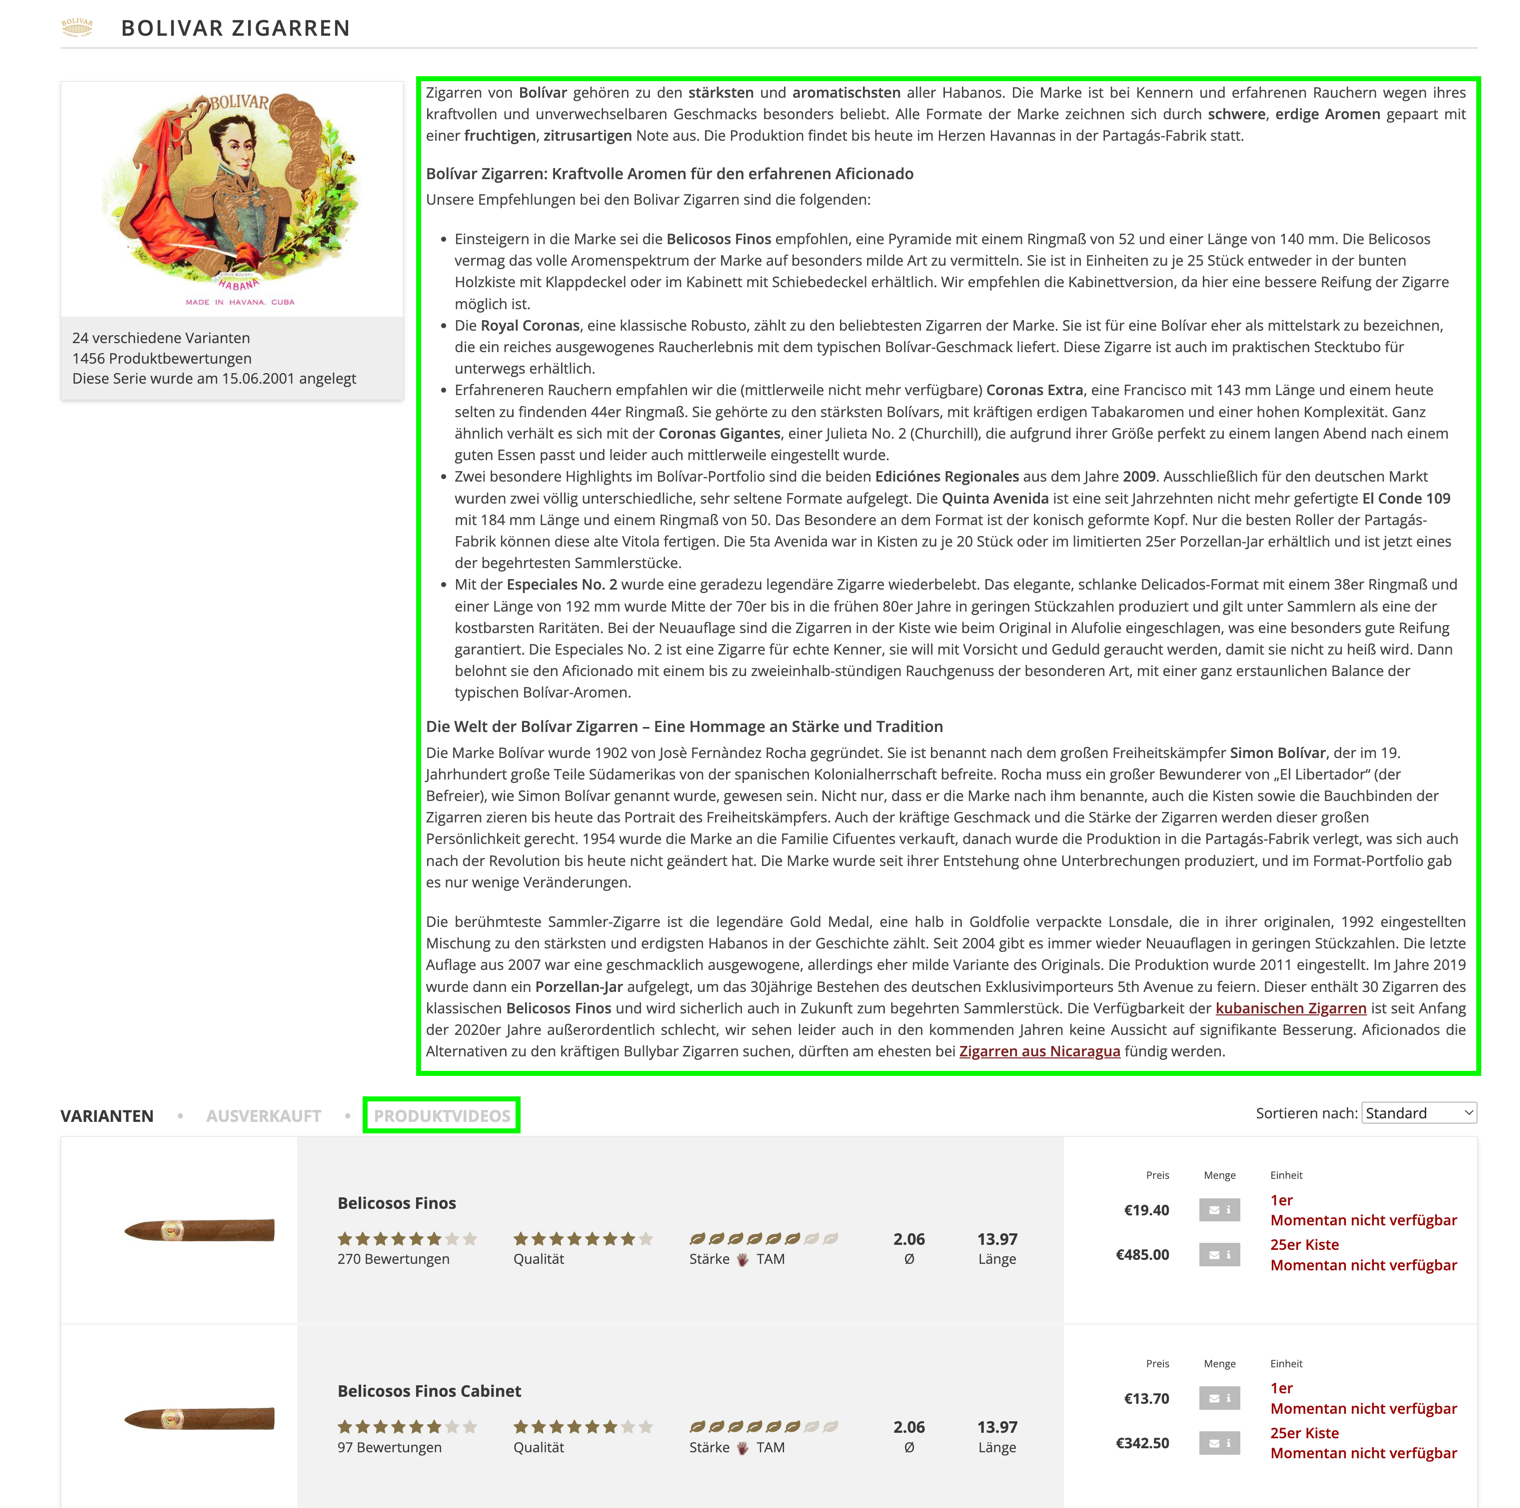 BOLIVAR
BOLIVAR ZIGARREN
BOLIVAR
HABANA
MADE IN HAVANA. CUBA
24 verschiedene Varianten
1456 Produktbewertungen
Diese Serie wurde am 15.06.2001 angelegt
Zigarren von Bolívar gehören zu den stärksten und aromatischsten aller Habanos. Die Marke ist bei Kennern und erfahrenen Rauchern wegen ihres
kraftvollen und unverwechselbaren Geschmacks besonders beliebt. Alle Formate der Marke zeichnen sich durch schwere, erdige Aromen gepaart mit
einer fruchtigen, zitrusartigen Note aus. Die Produktion findet bis heute im Herzen Havannas in der Partagás-Fabrik statt.
Bolívar Zigarren: Kraftvolle Aromen für den erfahrenen Aficionado
Unsere Empfehlungen bei den Bolivar Zigarren sind die folgenden:
• Einsteigern in die Marke sei die Belicosos Finos empfohlen, eine Pyramide mit einem Ringmaß von 52 und einer Länge von 140 mm. Die Belicosos
vermag das volle Aromenspektrum der Marke auf besonders milde Art zu vermitteln. Sie ist in Einheiten zu je 25 Stück entweder in der bunten
Holzkiste mit Klappdeckel oder im Kabinett mit Schiebedeckel erhältlich. Wir empfehlen die Kabinettversion, da hier eine bessere Reifung der Zigarre
möglich ist.
• Die Royal Coronas, eine klassische Robusto, zählt zu den beliebtesten Zigarren der Marke. Sie ist für eine Bolívar eher als mittelstark zu bezeichnen,
die ein reiches ausgewogenes Raucherlebnis mit dem typischen Bolívar-Geschmack liefert. Diese Zigarre ist auch im praktischen Stecktubo für
unterwegs erhältlich.
• Erfahreneren Rauchern empfahlen wir die (mittlerweile nicht mehr verfügbare) Coronas Extra, eine Francisco mit 143 mm Länge und einem heute
selten zu findenden 44er Ringmaß. Sie gehörte zu den stärksten Bolívars, mit kräftigen erdigen Tabakaromen und einer hohen Komplexität. Ganz
ähnlich verhält es sich mit der Coronas Gigantes, einer Julieta No. 2 (Churchill), die aufgrund ihrer Größe perfekt zu einem langen Abend nach einem
guten Essen passt und leider auch mittlerweile eingestellt wurde.
• Zwei besondere Highlights im Bolívar-Portfolio sind die beiden Ediciónes Regionales aus dem Jahre 2009. Ausschließlich für den deutschen Markt
wurden zwei völlig unterschiedliche, sehr seltene Formate aufgelegt. Die Quinta Avenida ist eine seit Jahrzehnten nicht mehr gefertigte El Conde 109
mit 184 mm Länge und einem Ringmaß von 50. Das Besondere an dem Format ist der konisch geformte Kopf. Nur die besten Roller der Partagás-
Fabrik können diese alte Vitola fertigen. Die 5ta Avenida war in Kisten zu je 20 Stück oder im limitierten 25er Porzellan-Jar erhältlich und ist jetzt eines
der begehrtesten Sammlerstücke.
• Mit der Especiales No. 2 wurde eine geradezu legendäre Zigarre wiederbelebt. Das elegante, schlanke Delicados-Format mit einem 38er Ringmaß und
einer Länge von 192 mm wurde Mitte der 70er bis in die frühen 80er Jahre in geringen Stückzahlen produziert und gilt unter Sammlern als eine der
kostbarsten Raritäten. Bei der Neuauflage sind die Zigarren in der Kiste wie beim Original in Alufolie eingeschlagen, was eine besonders gute Reifung
garantiert. Die Especiales No. 2 ist eine Zigarre für echte Kenner, sie will mit Vorsicht und Geduld geraucht werden, damit sie nicht zu heiß wird. Dann
belohnt sie den Aficionado mit einem bis zu zweieinhalb-stündigen Rauchgenuss der besonderen Art, mit einer ganz erstaunlichen Balance der
typischen Bolívar-Aromen.
Die Welt der Bolívar Zigarren – Eine Hommage an Stärke und Tradition
Die Marke Bolívar wurde 1902 von Josè Fernàndez Rocha gegründet. Sie ist benannt nach dem großen Freiheitskämpfer Simon Bolívar, der im 19.
Jahrhundert große Teile Südamerikas von der spanischen Kolonialherrschaft befreite. Rocha muss ein großer Bewunderer von „El Libertador“ (der
Befreier), wie Simon Bolívar genannt wurde, gewesen sein. Nicht nur, dass er die Marke nach ihm benannte, auch die Kisten sowie die Bauchbinden der
Zigarren zieren bis heute das Portrait des Freiheitskämpfers. Auch der kräftige Geschmack und die Stärke der Zigarren werden dieser großen
Persönlichkeit gerecht. 1954 wurde die Marke an die Familie Cifuentes verkauft, danach wurde die Produktion in die Partagás-Fabrik verlegt, was sich auch
nach der Revolution bis heute nicht geändert hat. Die Marke wurde seit ihrer Entstehung ohne Unterbrechungen produziert, und im Format-Portfolio gab
es nur wenige Veränderungen.
Die berühmteste Sammler-Zigarre ist die legendäre Gold Medal, eine halb in Goldfolie verpackte Lonsdale, die in ihrer originalen, 1992 eingestellten
Mischung zu den stärksten und erdigsten Habanos in der Geschichte zählt. Seit 2004 gibt es immer wieder Neuauflagen in geringen Stückzahlen. Die letzte
Auflage aus 2007 war eine geschmacklich ausgewogene, allerdings eher milde Variante des Originals. Die Produktion wurde 2011 eingestellt. Im Jahre 2019
wurde dann ein Porzellan-Jar aufgelegt, um das 30jährige Bestehen des deutschen Exklusivimporteurs 5th Avenue zu feiern. Dieser enthält 30 Zigarren des
klassischen Belicosos Finos und wird sicherlich auch in Zukunft zum begehrten Sammlerstück. Die Verfügbarkeit der kubanischen Zigarren ist seit Anfang
der 2020er Jahre außerordentlich schlecht, wir sehen leider auch in den kommenden Jahren keine Aussicht auf signifikante Besserung. Aficionados die
Alternativen zu den kräftigen Bullybar Zigarren suchen, dürften am ehesten bei Zigarren aus Nicaragua fündig werden.
VARIANTEN • AUSVERKAUFT • PRODUKTVIDEOS
Sortieren nach: Standard
Belicosos Finos
270 Bewertungen
Qualität
Stärke TAM
2.06
Ø
13.97
Länge
Preis Menge Einheit
€19.40
1er
Momentan nicht verfügbar
€485.00
25er Kiste
Momentan nicht verfügbar
Belicosos Finos Cabinet
97 Bewertungen
Qualität
Stärke TAM
2.06
Ø
13.97
Länge
Preis Menge Einheit
€13.70
1er
Momentan nicht verfügbar
€342.50
25er Kiste
Momentan nicht verfügbar